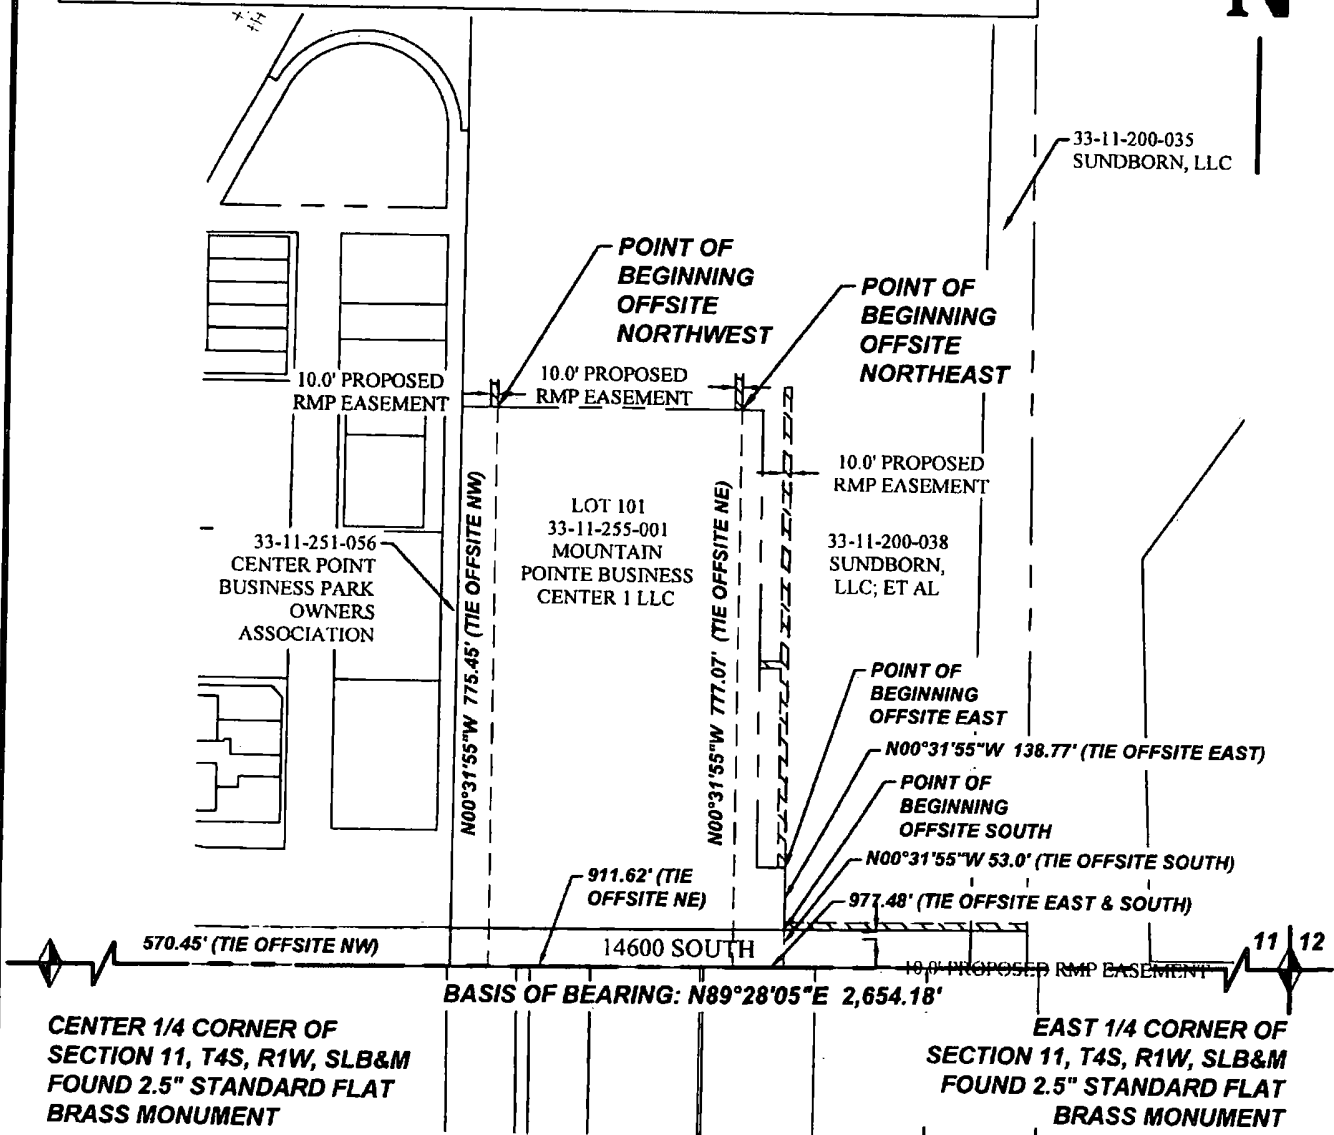 N
33-11-200-035
SUNDBORN, LLC
POINT OF
BEGINNING
OFFSITE
NORTHWEST
POINT OF
BEGINNING
OFFSITE
NORTHEAST
10.0' PROPOSED
RMP EASEMENT
10.0' PROPOSED
RMP EASEMENT
10.0' PROPOSED
RMP EASEMENT
N00°31'55"W 775.45' (TIE OFFSITE NW)
LOT 101
33-11-255-001
MOUNTAIN
POINTE BUSINESS
CENTER 1 LLC
N00°31'55"W 777.07' (TIE OFFSITE NE)
33-11-200-038
SUNDBORN,
LLC; ET AL
33-11-251-056
CENTER POINT
BUSINESS PARK
OWNERS
ASSOCIATION
POINT OF
BEGINNING
OFFSITE EAST
N00°31'55"W 138.77' (TIE OFFSITE EAST)
POINT OF
BEGINNING
OFFSITE SOUTH
N00°31'55"W 53.0' (TIE OFFSITE SOUTH)
911.62' (TIE
OFFSITE NE)
977.48' (TIE OFFSITE EAST & SOUTH)
570.45' (TIE OFFSITE NW)
14600 SOUTH
11 12
10.0' PROPOSED RMP EASEMENT
BASIS OF BEARING: N89°28'05"E 2,654.18'
CENTER 1/4 CORNER OF
SECTION 11, T4S, R1W, SLB&M
FOUND 2.5" STANDARD FLAT
BRASS MONUMENT
EAST 1/4 CORNER OF
SECTION 11, T4S, R1W, SLB&M
FOUND 2.5" STANDARD FLAT
BRASS MONUMENT